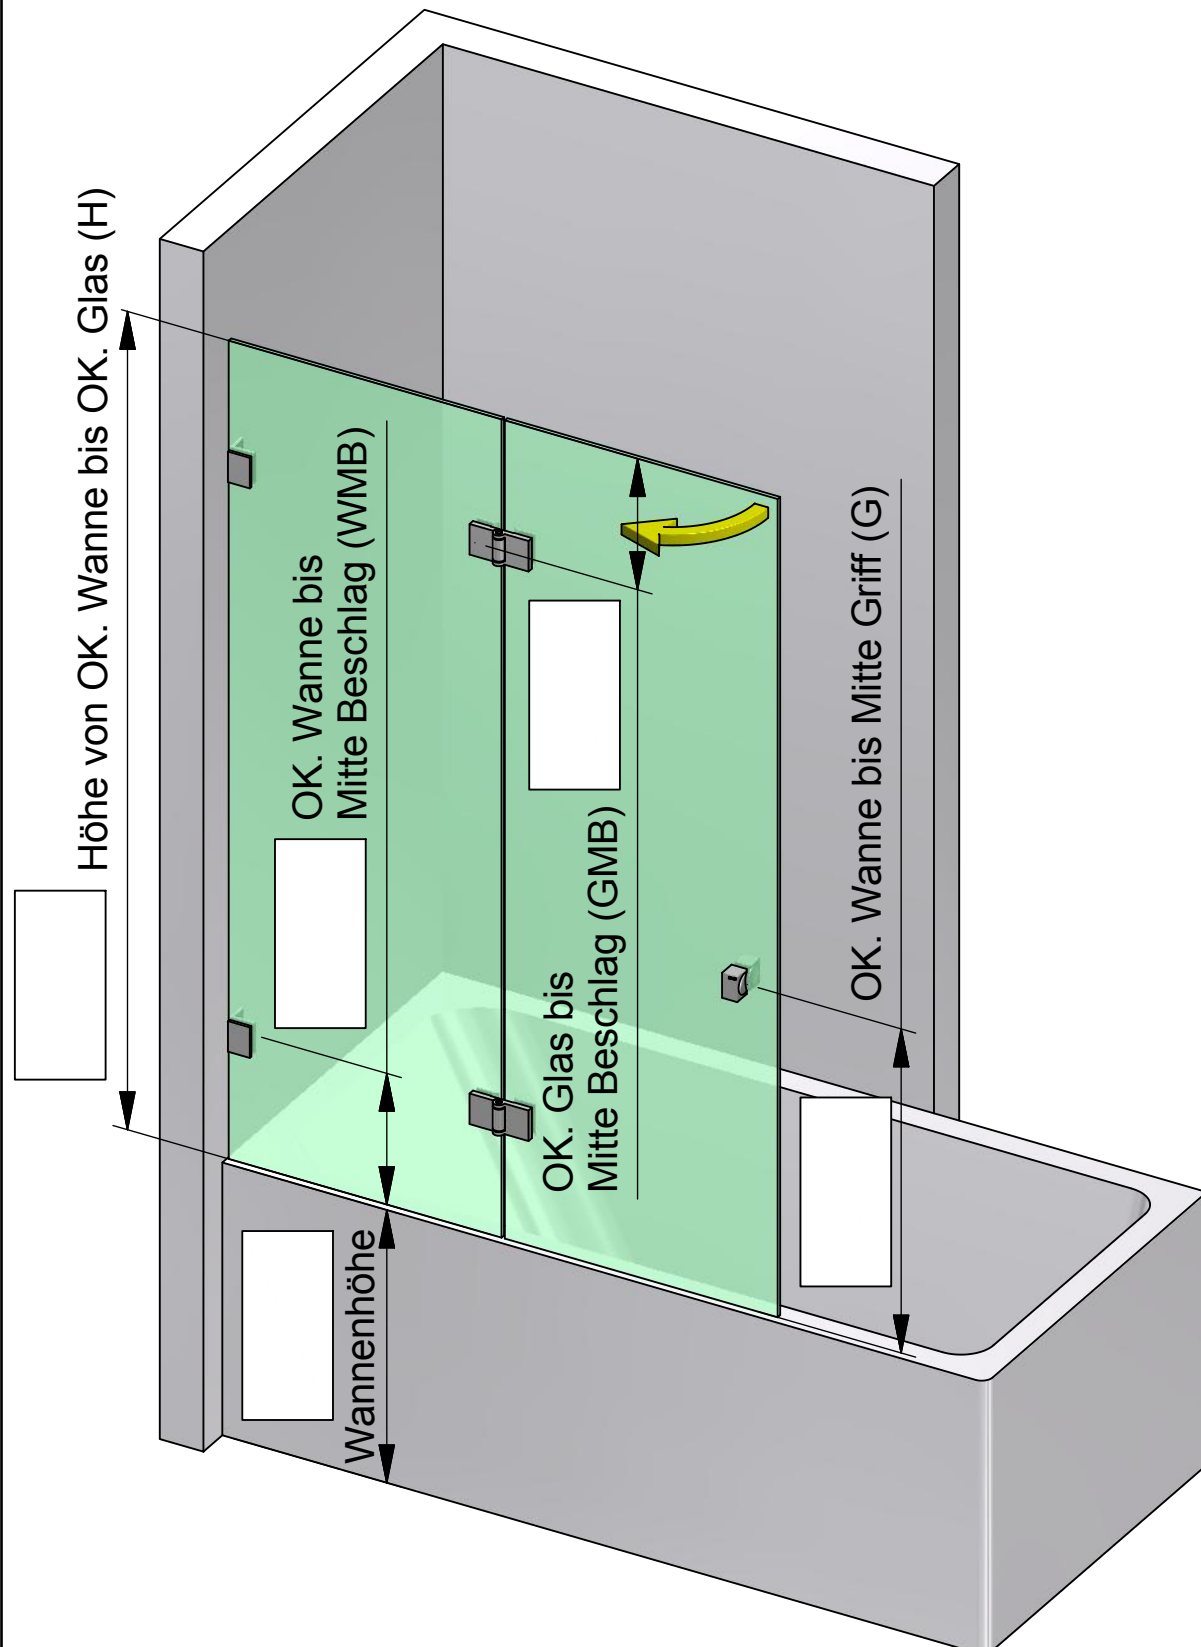 Höhe von OK. Wanne bis OK. Glas (H)
OK. Wanne bis
Mitte Beschlag (WMB)
OK. Glas bis
Mitte Beschlag (GMB)
OK. Wanne bis Mitte Griff (G)
Wannenhöhe